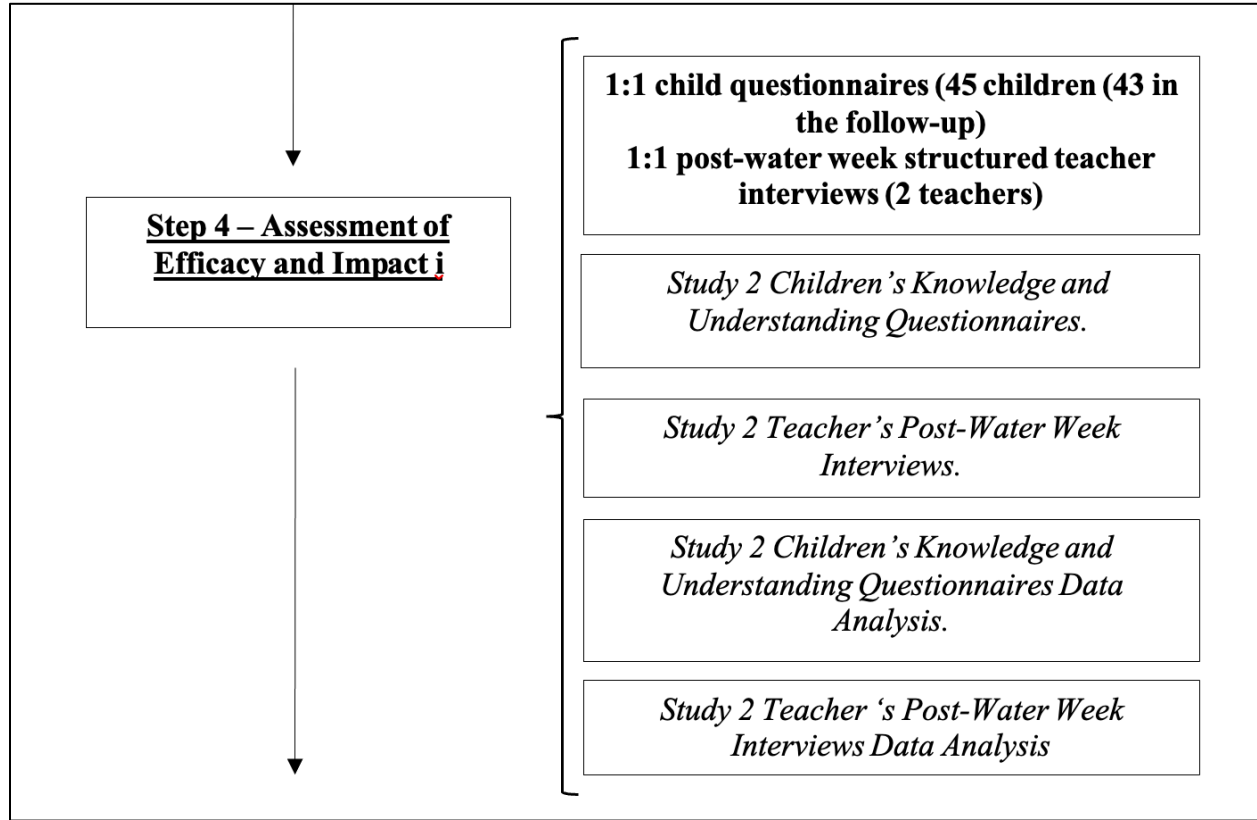 Step 4 – Assessment of
Efficacy and Impact i
1:1 child questionnaires (45 children (43 in
the follow-up)
1:1 post-water week structured teacher
interviews (2 teachers)
Study 2 Children’s Knowledge and
Understanding Questionnaires.
Study 2 Teacher’s Post-Water Week
Interviews.
Study 2 Children’s Knowledge and
Understanding Questionnaires Data
Analysis.
Study 2 Teacher ‘s Post-Water Week
Interviews Data Analysis